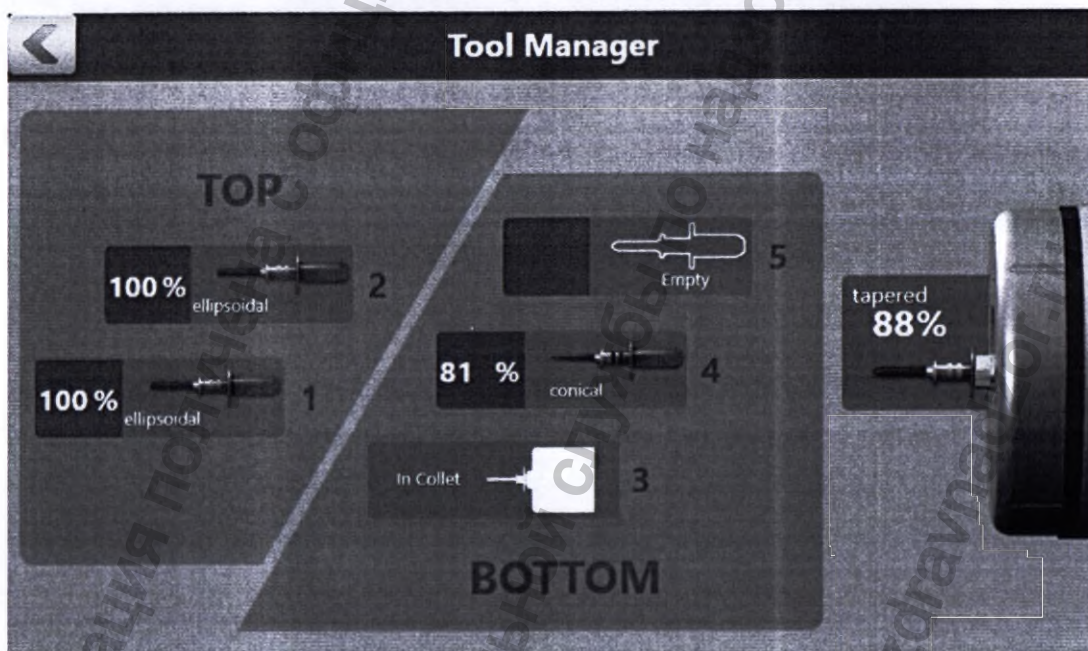 Tool Manager
TOP
100%
ellipsoidal
2
100%
ellipsoidal
1
Empty
5
81 %
conical
4
In Collet
3
BOTTOM
tapered
88%